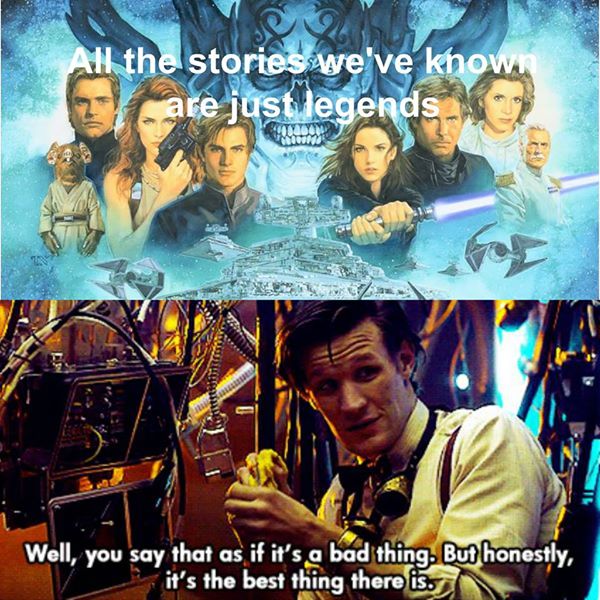 All the stories we've known
are just legends
Well, you say that as if it's a bad thing. But honestly,
it's the best thing there is.